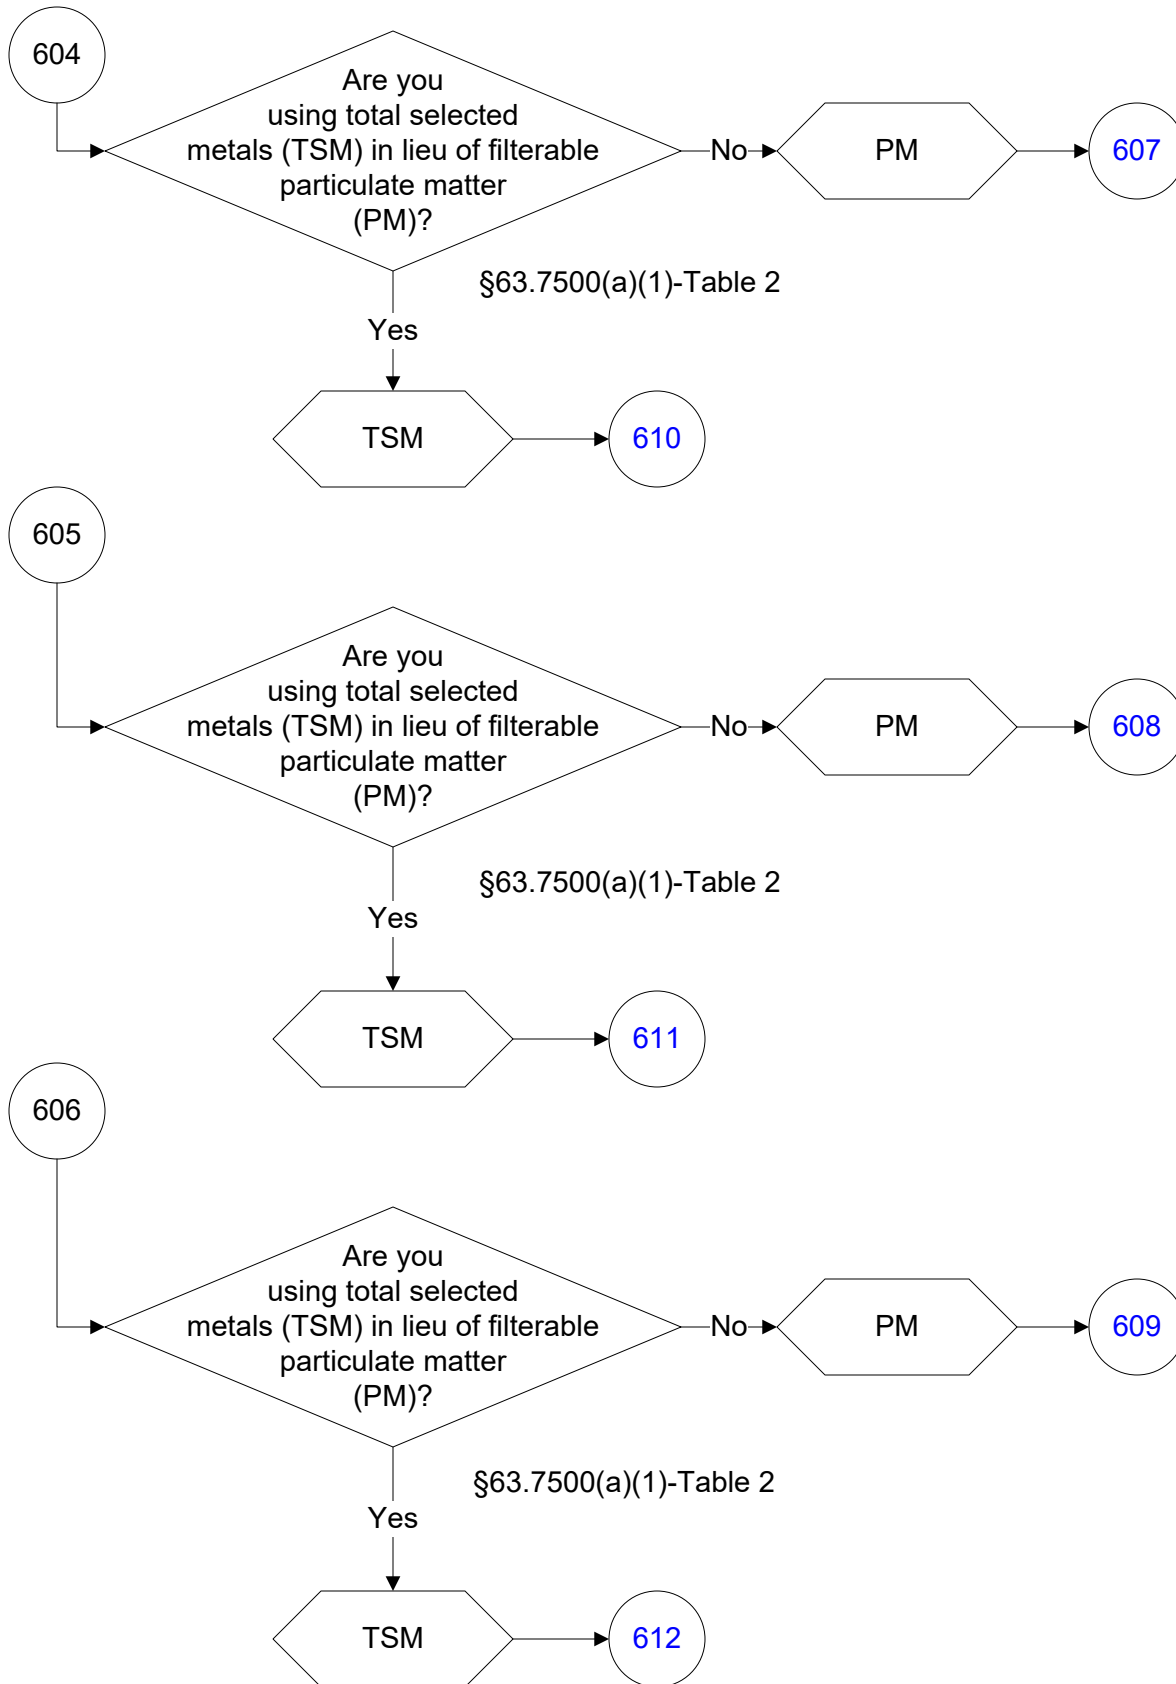 604
Are you
using total selected
metals (TSM) in lieu of filterable
particulate matter
(PM)?
No
PM
607
§63.7500(a)(1)-Table 2
Yes
TSM
610
605
Are you
using total selected
metals (TSM) in lieu of filterable
particulate matter
(PM)?
No
PM
608
§63.7500(a)(1)-Table 2
Yes
TSM
611
606
Are you
using total selected
metals (TSM) in lieu of filterable
particulate matter
(PM)?
No
PM
609
§63.7500(a)(1)-Table 2
Yes
TSM
612